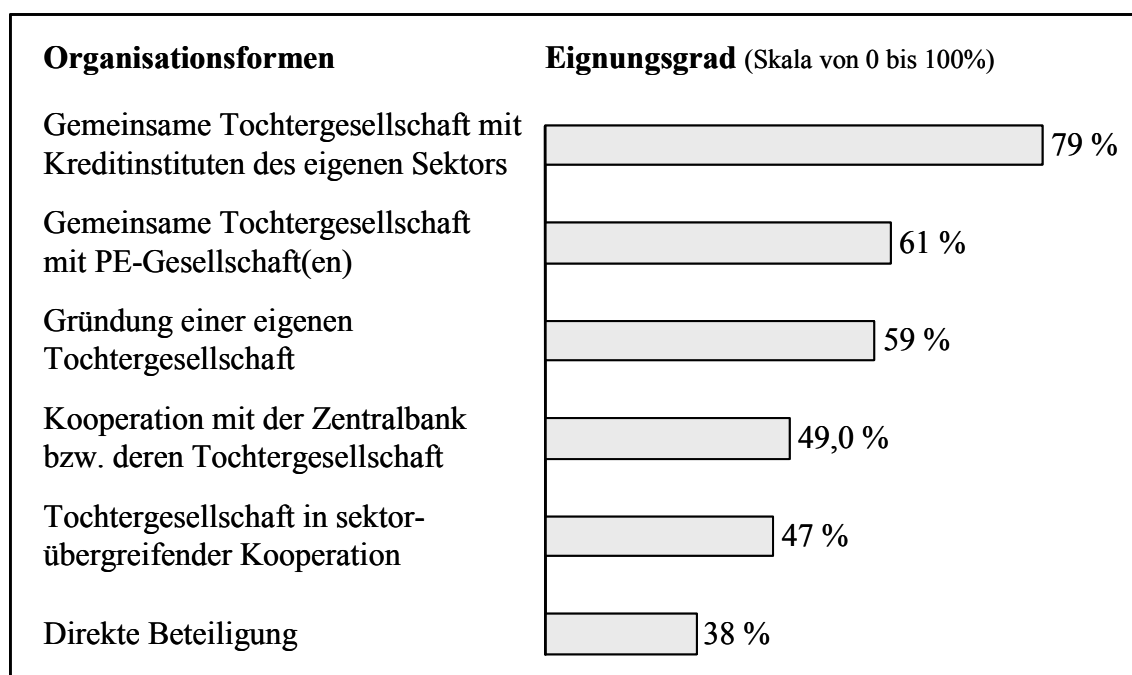 Organisationsformen
Eignungsgrad (Skala von 0 bis 100%)
Gemeinsame Tochtergesellschaft mit
Kreditinstituten des eigenen Sektors
79 %
Gemeinsame Tochtergesellschaft
mit PE-Gesellschaft(en)
61 %
Gründung einer eigenen
Tochtergesellschaft
59 %
Kooperation mit der Zentralbank
bzw. deren Tochtergesellschaft
49,0 %
Tochtergesellschaft in sektor-
übergreifender Kooperation
47 %
Direkte Beteiligung
38 %